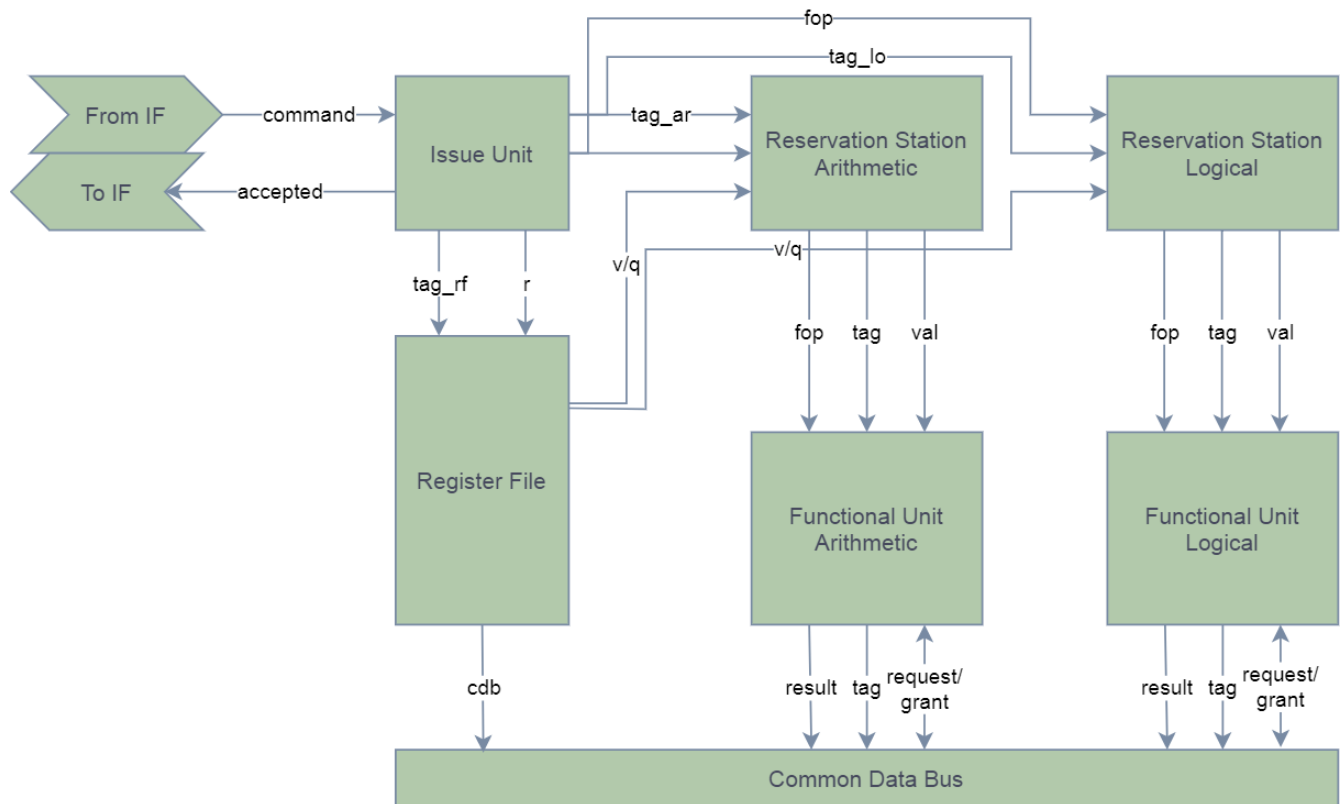 fop
tag_lo
From IF
command
Issue Unit
tag_ar
Reservation Station
Arithmetic
Reservation Station
Logical
To IF
accepted
tag_rf
r
v/q
v/q
fop
tag
val
fop
tag
val
Register File
Functional Unit
Arithmetic
Functional Unit
Logical
cdb
result
tag
request/
grant
result
tag
request/
grant
Common Data Bus